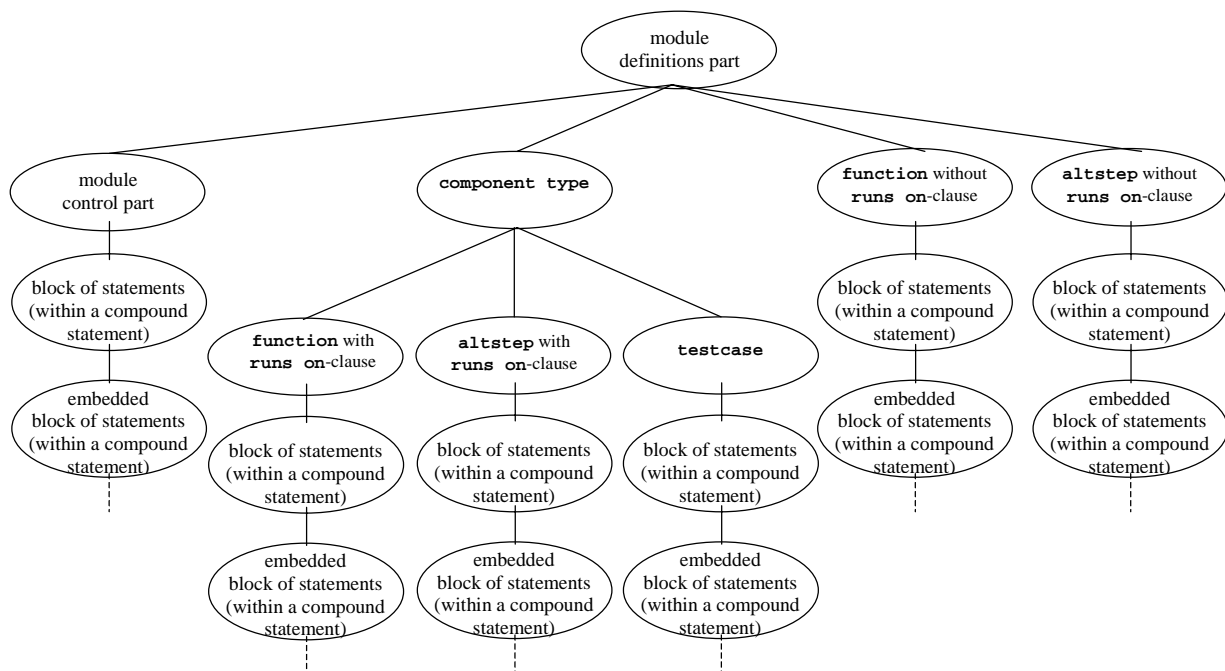 module
definitions part
module
control part
component type
function without
runs on-clause
altstep without
runs on-clause
block of statements
(within a compound
statement)
block of statements
(within a compound
statement)
block of statements
(within a compound
statement)
function with
runs on-clause
altstep with
runs on-clause
testcase
embedded
block of statements
(within a compound
statement)
embedded
block of statements
(within a compound
statement)
embedded
block of statements
(within a compound
statement)
block of statements
(within a compound
statement)
block of statements
(within a compound
statement)
block of statements
(within a compound
statement)
embedded
block of statements
(within a compound
statement)
embedded
block of statements
(within a compound
statement)
embedded
block of statements
(within a compound
statement)